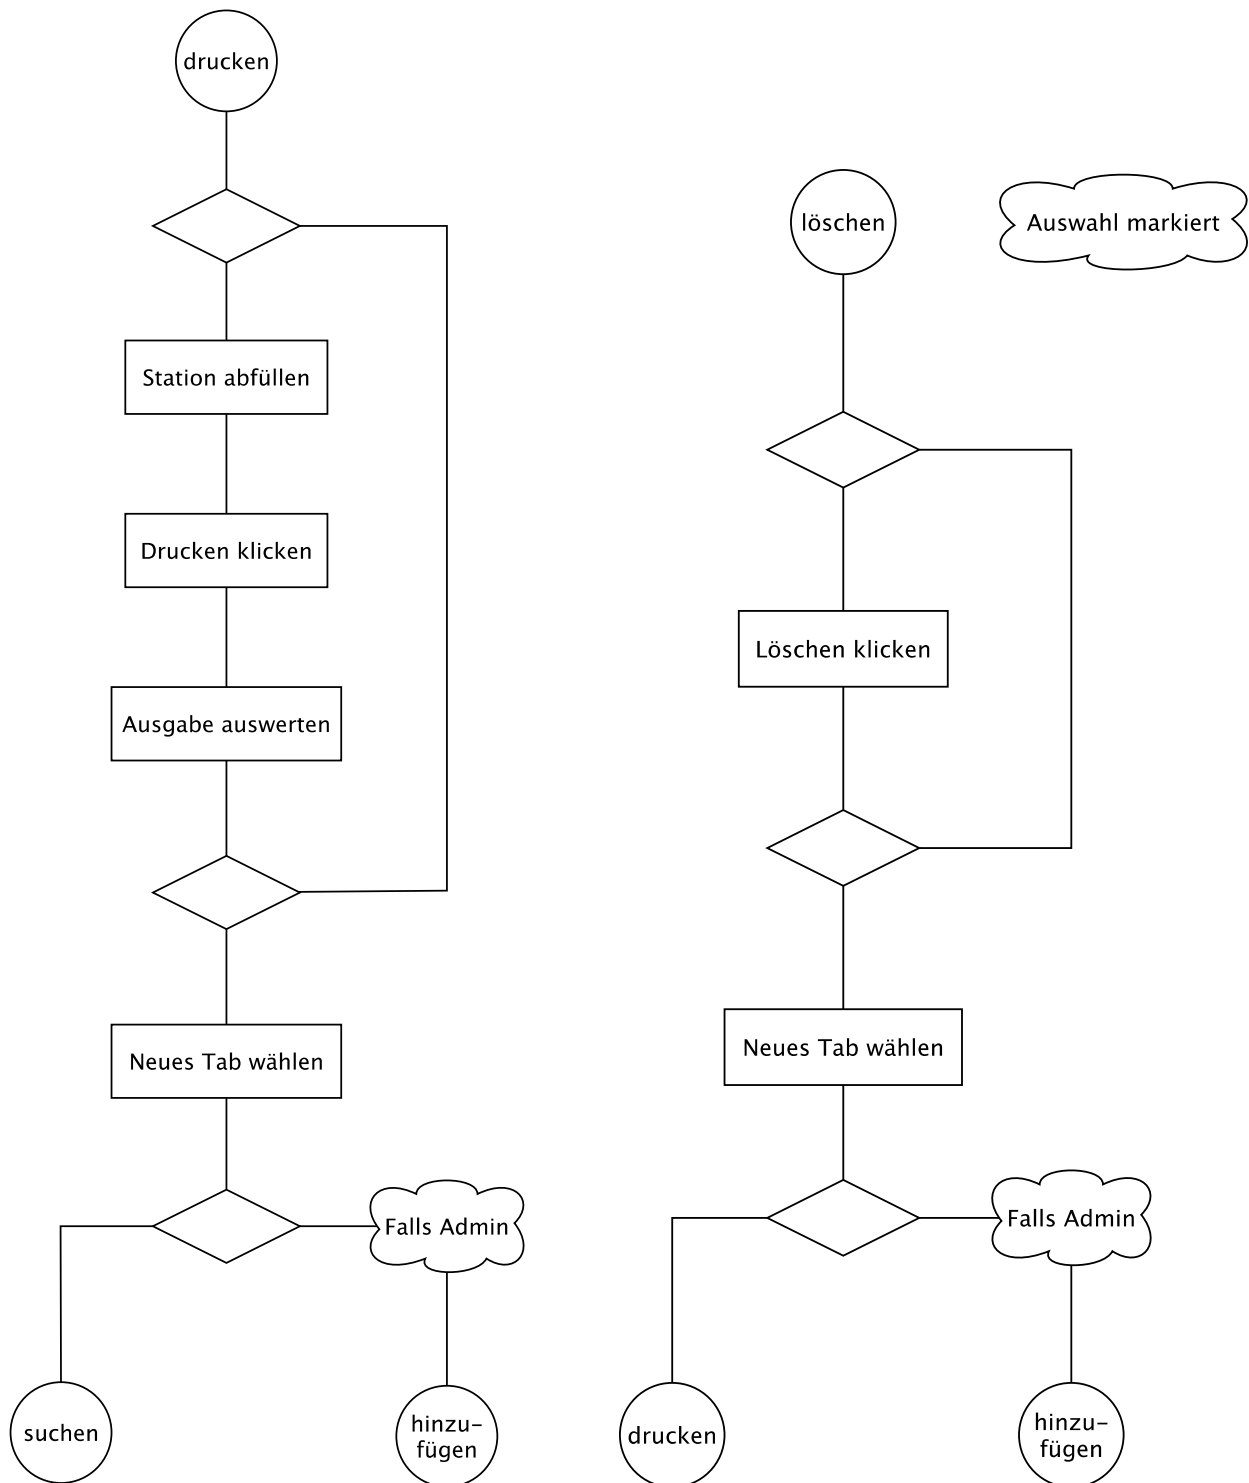 drucken
Station abfüllen
Drucken klicken
Ausgabe auswerten
Neues Tab wählen
Falls Admin
suchen
hinzu-
fügen
löschen
Auswahl markiert
Löschen klicken
Neues Tab wählen
Falls Admin
drucken
hinzu-
fügen